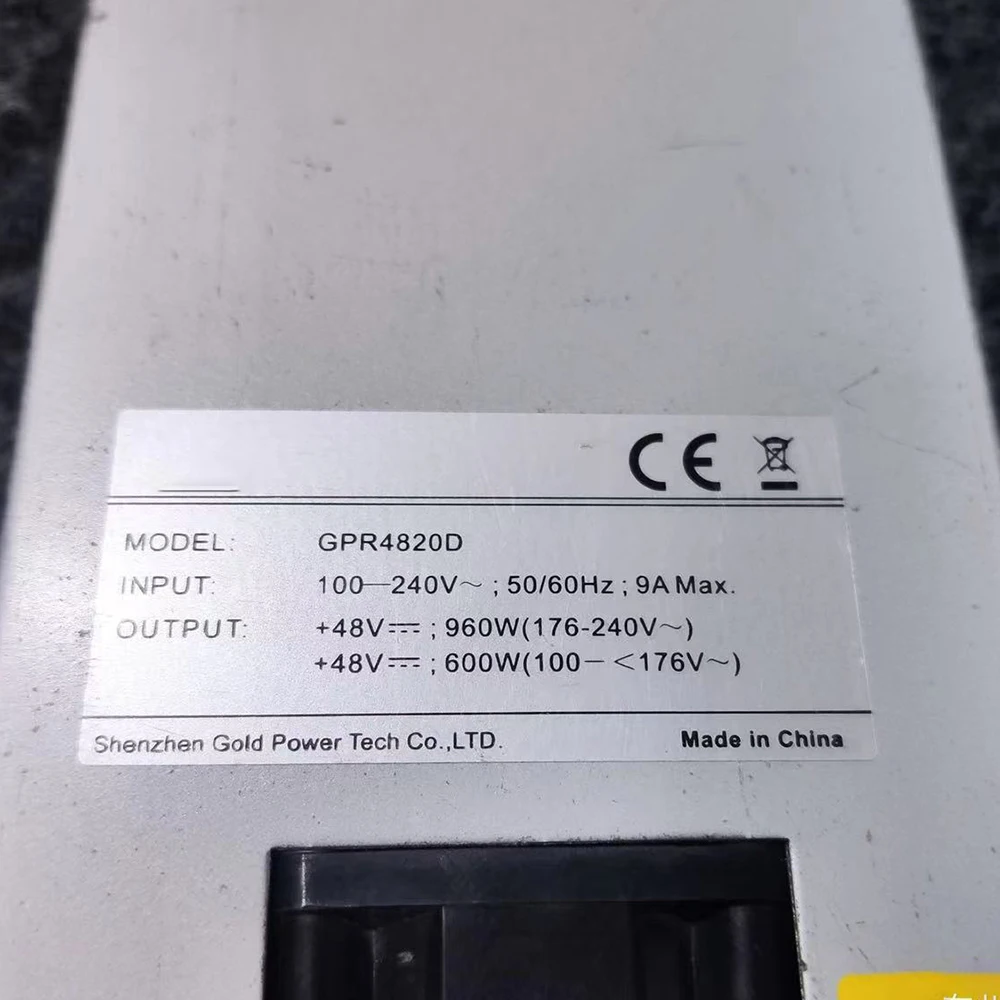 CE
MODEL: GPR4820D
INPUT: 100—240V～ ; 50/60Hz ; 9A Max.
OUTPUT: +48V⎓ ; 960W(176-240V～)
+48V⎓ ; 600W(100－＜176V～)
Shenzhen Gold Power Tech Co.,LTD. Made in China